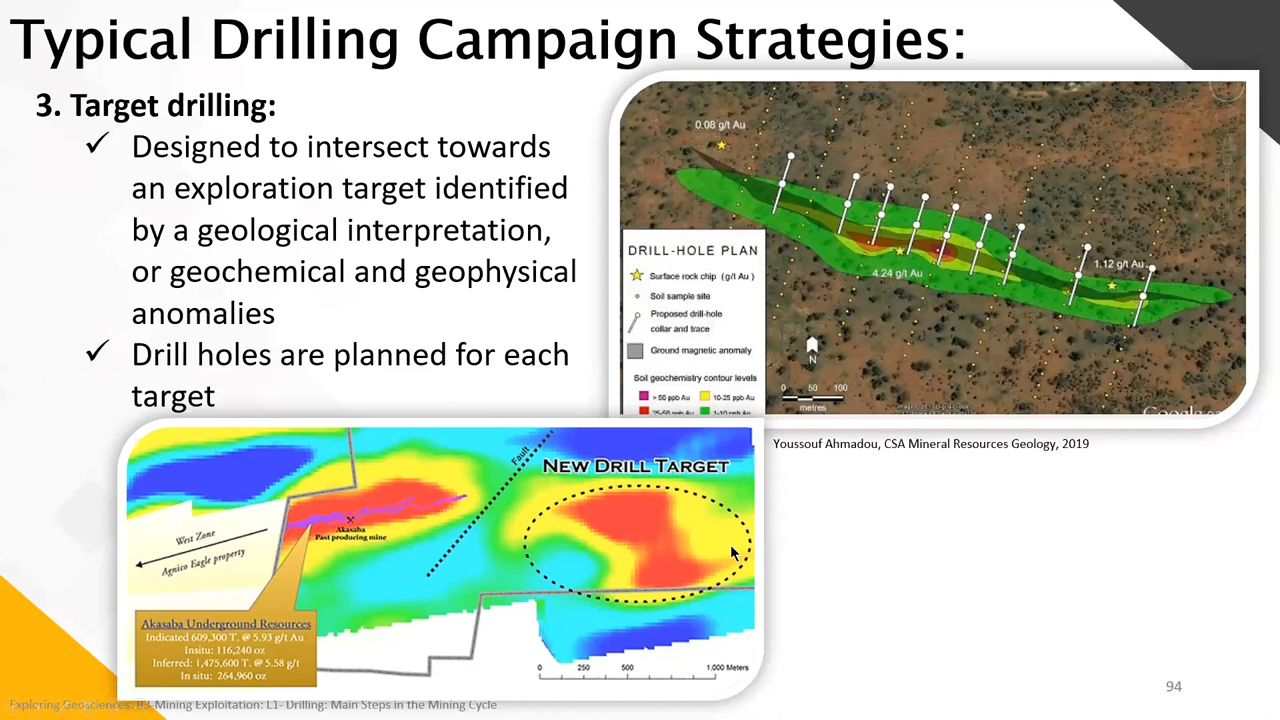 Typical Drilling Campaign Strategies:
3. Target drilling:
✓ Designed to intersect towards
an exploration target identified
by a geological interpretation,
or geochemical and geophysical
anomalies
✓ Drill holes are planned for each
target
0.08 g/t Au
4.24 g/t Au
1.12 g/t Au
DRILL-HOLE PLAN
Surface rock chip (g/t Au)
Soil sample site
Proposed drill-hole
collar and trace
Ground magnetic anomaly
Soil geochemistry contour levels
> 50 ppb Au
10-25 ppb Au
25-50 ppb Au
1-10 ppb Au
N
0 50 100
metres
Google
Youssouf Ahmadou, CSA Mineral Resources Geology, 2019
Fault
NEW DRILL TARGET
Akasaba
Past producing mine
West Zone
Agnico Eagle property
Akasaba Underground Resources
Indicated 609,300 T. @ 5.93 g/t Au
Insitu: 116,240 oz
Inferred: 1,475,600 T. @ 5.58 g/t
In situ: 264,960 oz
0 250 500 1,000 Meters
94
Exploring Geosciences: #3-Mining Exploitation: L1- Drilling: Main Steps in the Mining Cycle